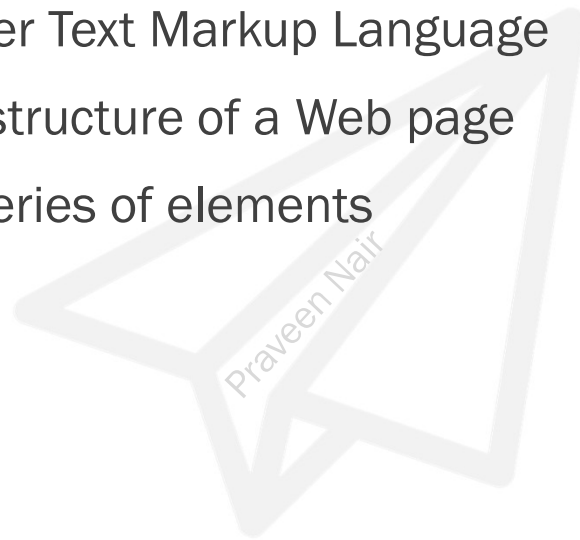 er Text Markup Language
structure of a Web page
eries of elements
Praveen Nair